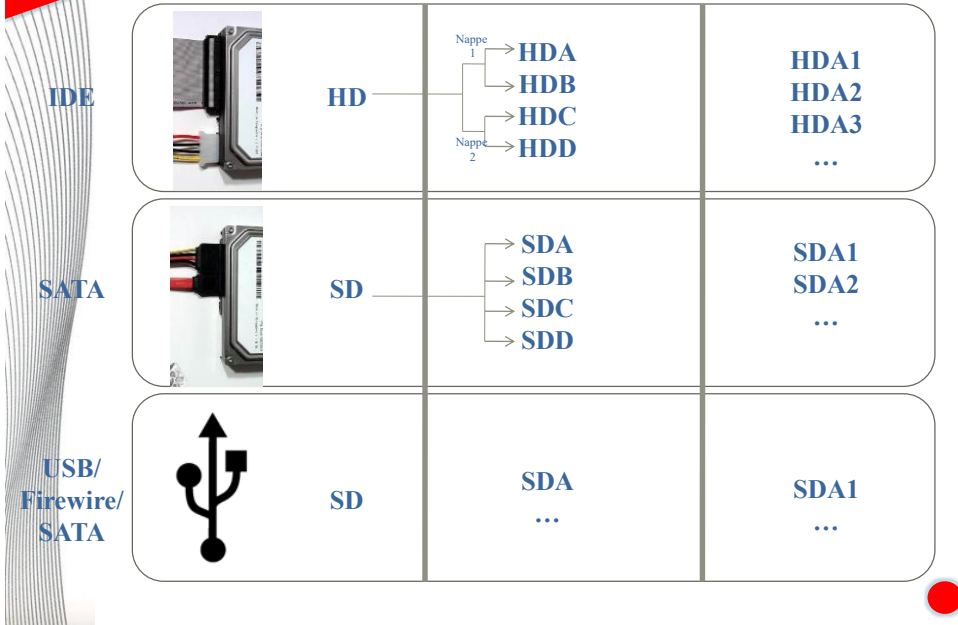 IDE
HD
Nappe
1
HDA
HDB
HDC
Nappe
2
HDD
HDA1
HDA2
HDA3
…
SATA
SD
SDA
SDB
SDC
SDD
SDA1
SDA2
…
USB/
Firewire/
SATA
SD
SDA
…
SDA1
…